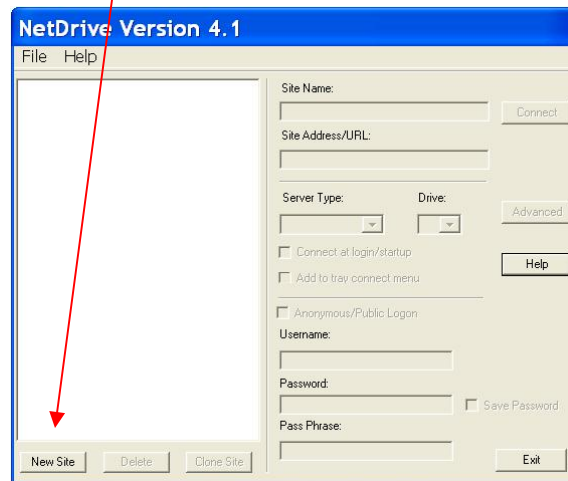 NetDrive Version 4.1
File Help
Site Name:
Connect
Site Address/URL:
Server Type: Drive:
Advanced
Connect at login/startup
Help
Add to tray connect menu
Anonymous/Public Logon
Username:
Password:
Save Password
Pass Phrase:
New Site Delete Clone Site Exit